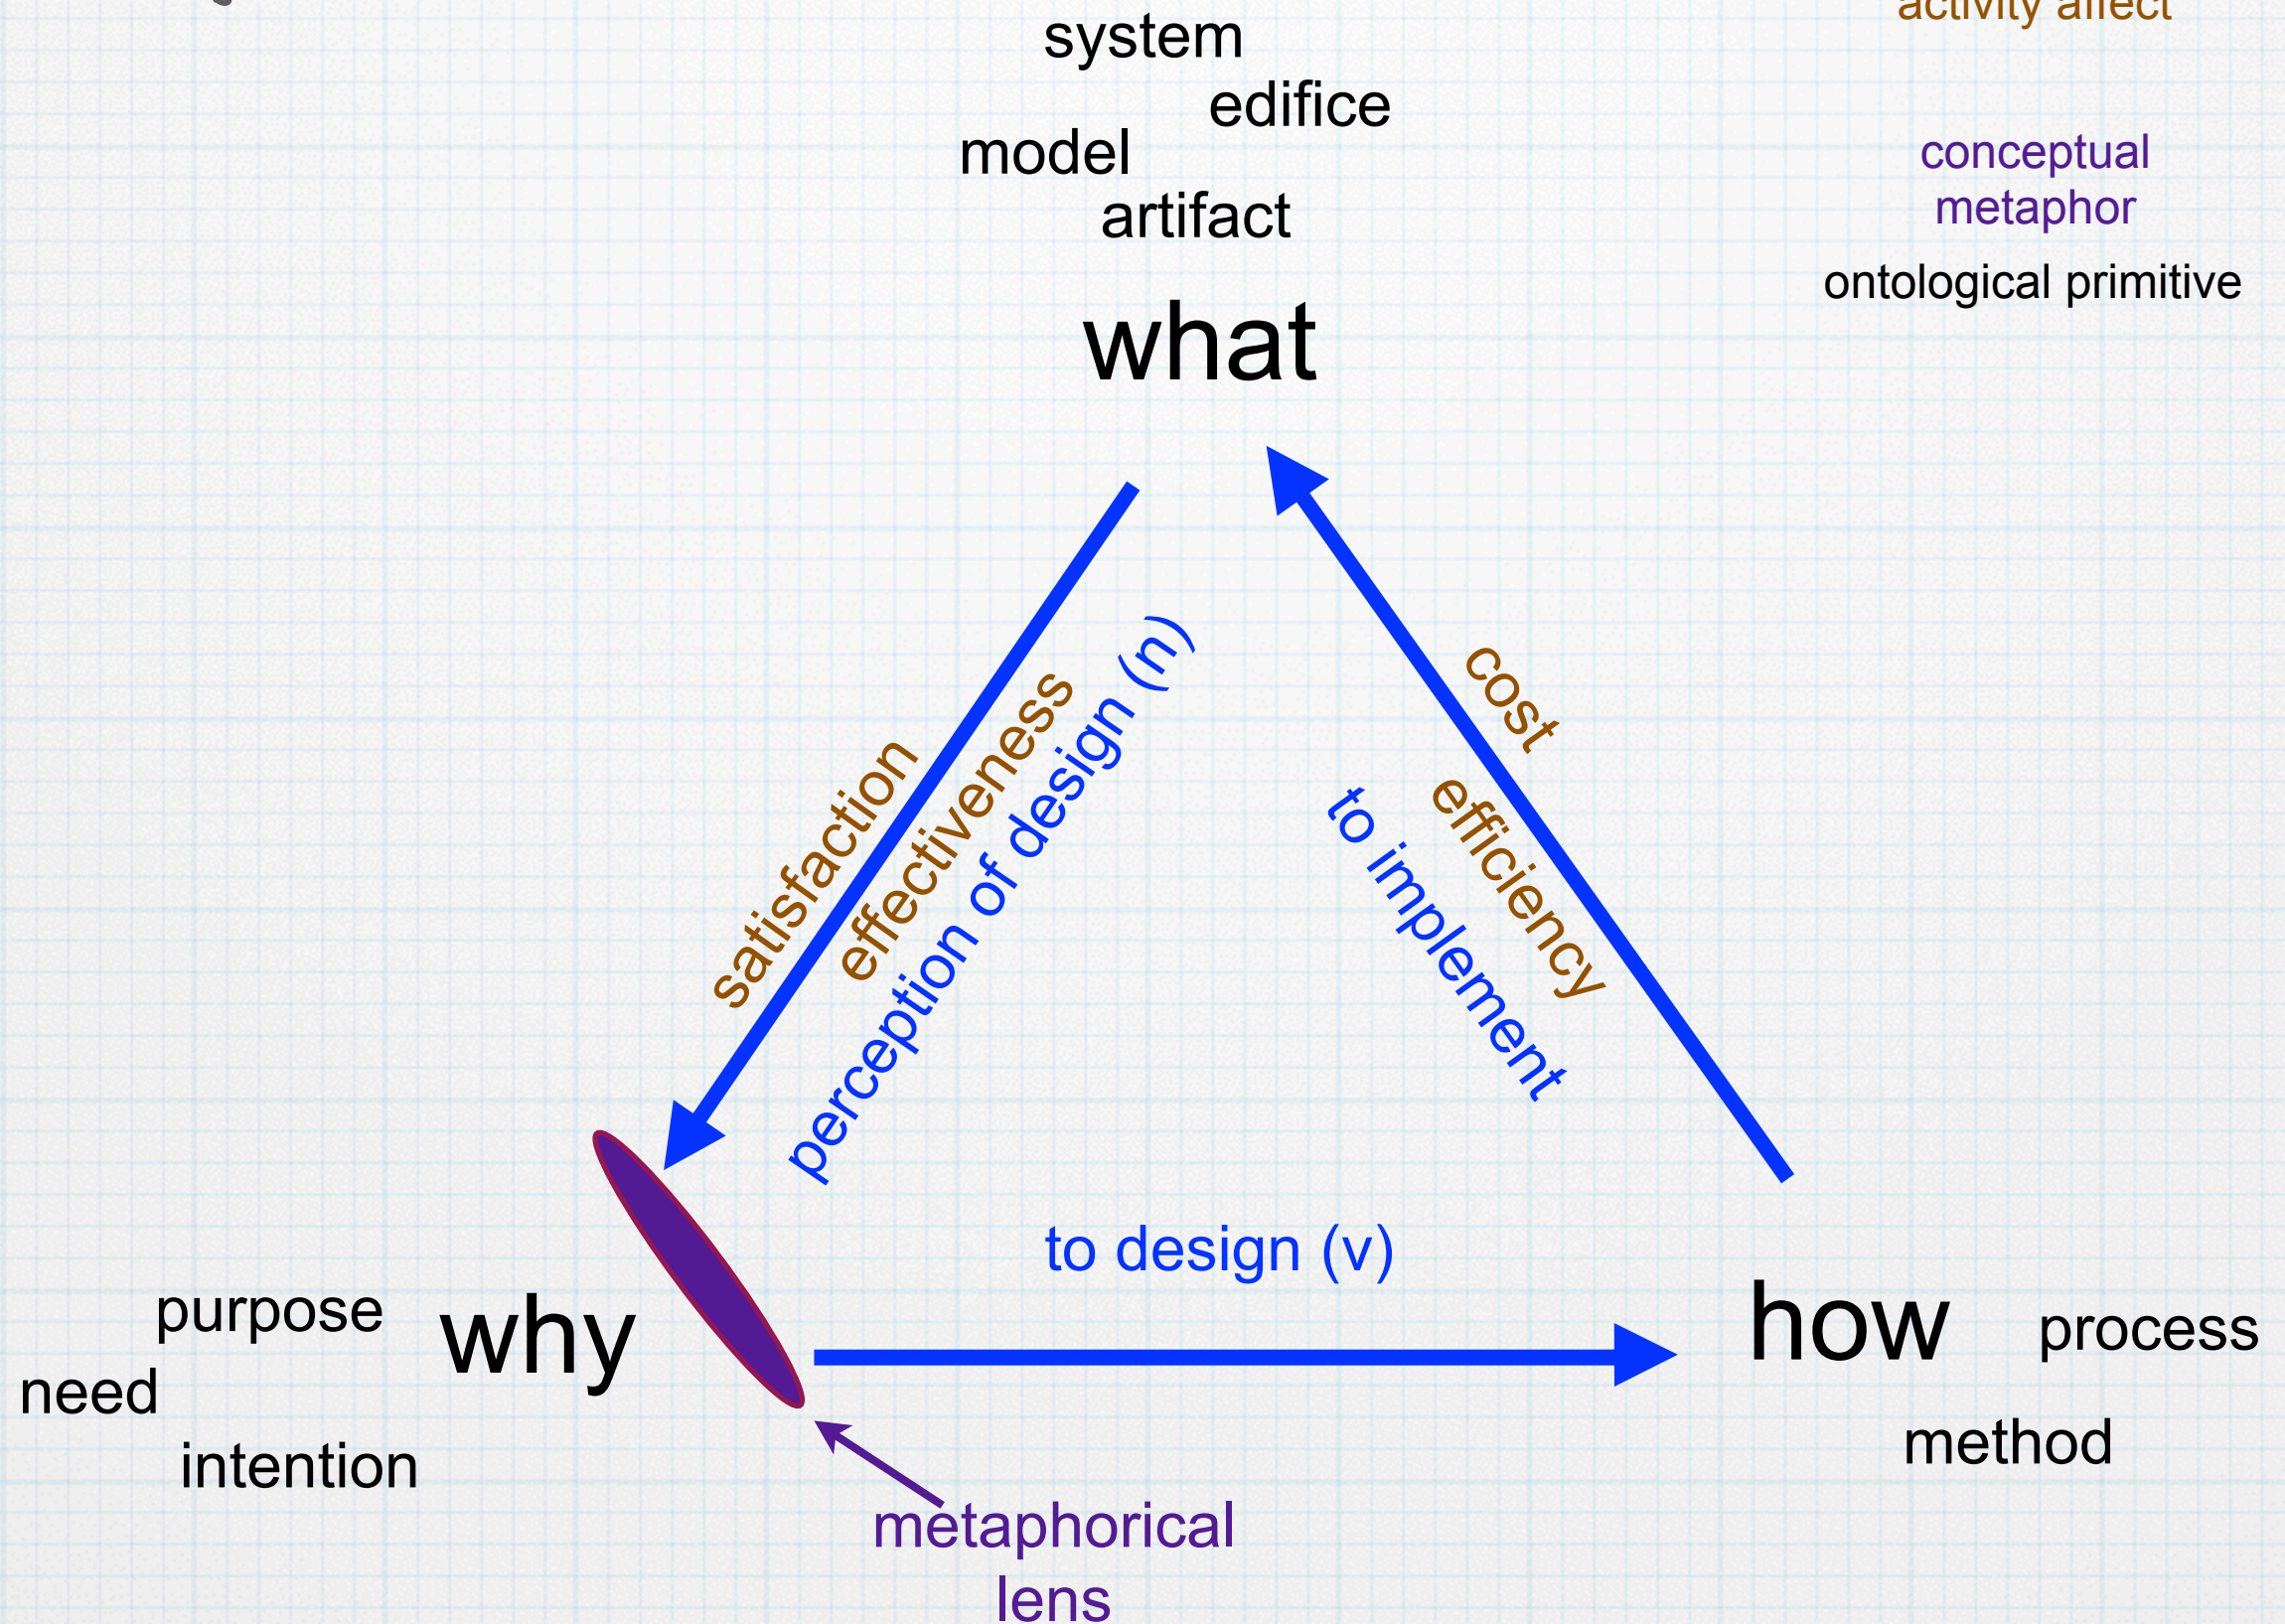 activity affect
system
edifice
model
artifact
conceptual
metaphor
ontological primitive
what
satisfaction
effectiveness
perception of design (n)
cost
efficiency
to implement
to design (v)
purpose
why
need
intention
how
process
method
metaphorical
lens